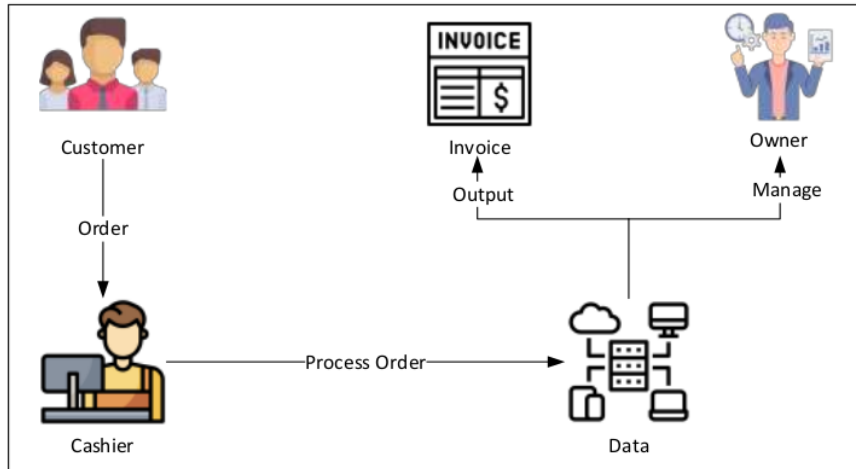 INVOICE
$
Customer
Invoice
Owner
Output
Manage
Order
Process Order
Cashier
Data